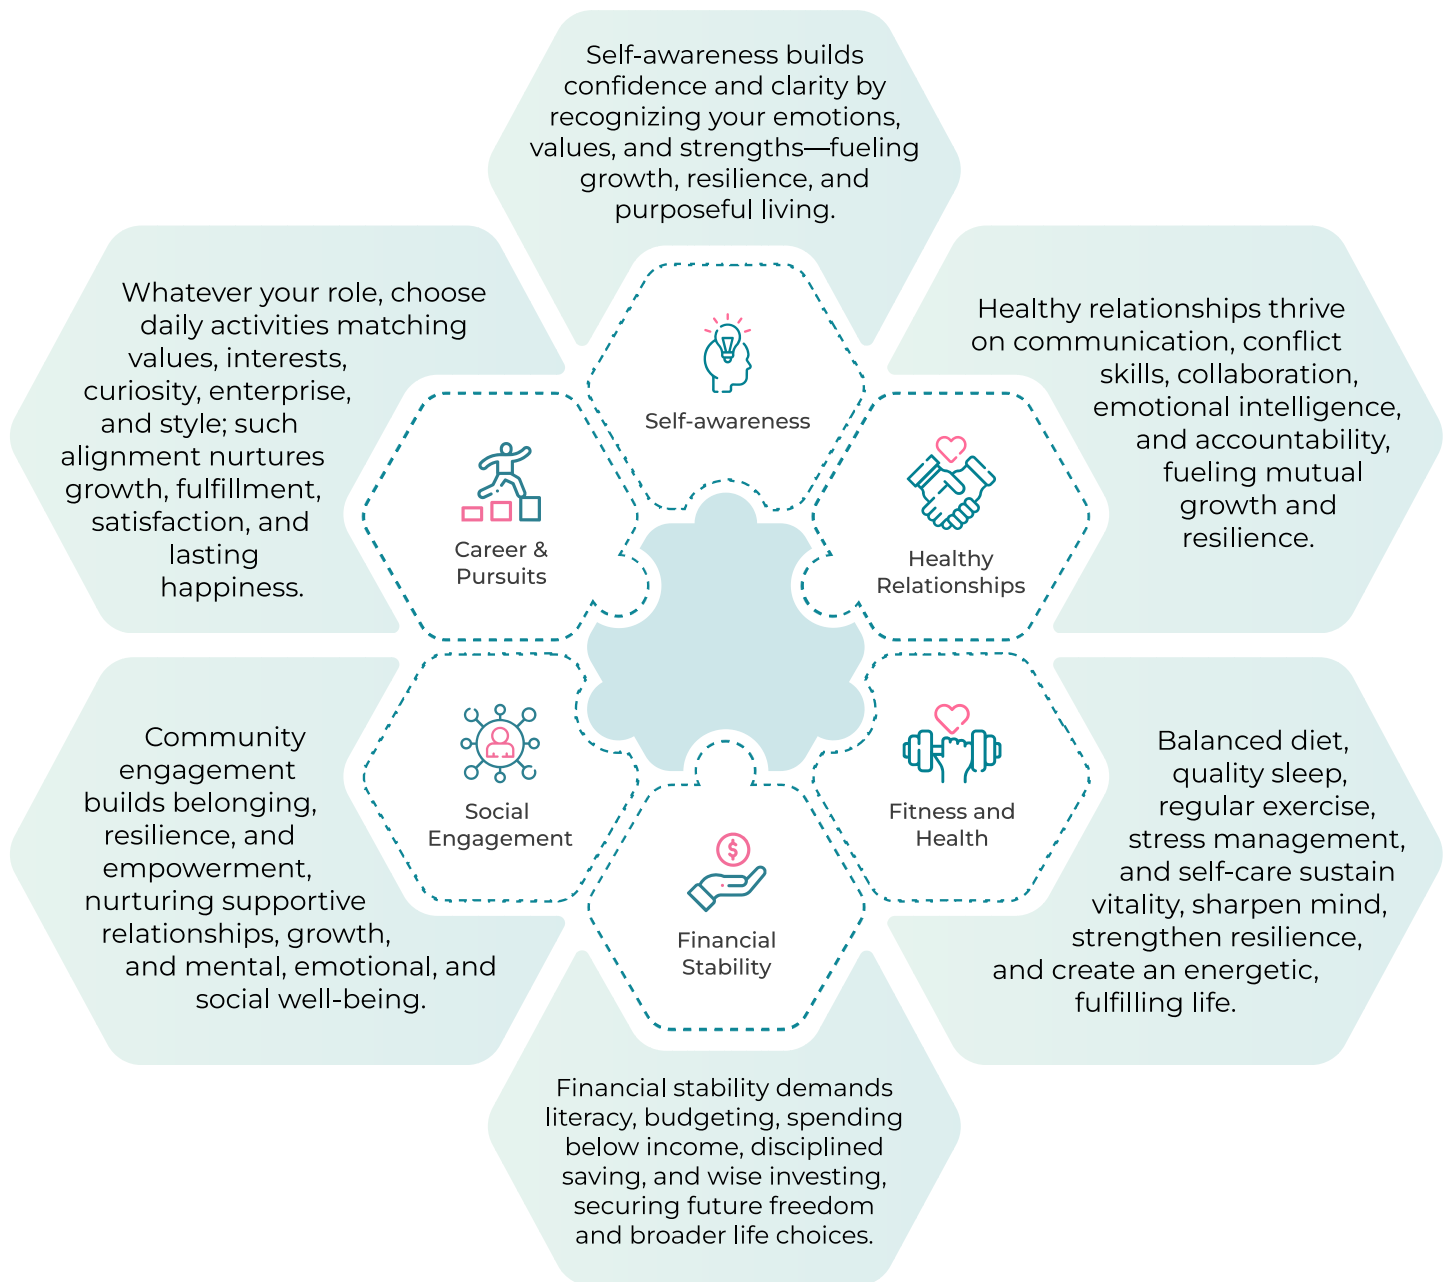 Self-awareness builds
confidence and clarity by
recognizing your emotions,
values, and strengths—fueling
growth, resilience, and
purposeful living.
Self-awareness
Healthy relationships thrive
on communication, conflict
skills, collaboration,
emotional intelligence,
and accountability,
fueling mutual
growth and
resilience.
Healthy
Relationships
Balanced diet,
quality sleep,
regular exercise,
stress management,
and self-care sustain
vitality, sharpen mind,
strengthen resilience,
and create an energetic,
fulfilling life.
Fitness and
Health
Financial
Stability
Financial stability demands
literacy, budgeting, spending
below income, disciplined
saving, and wise investing,
securing future freedom
and broader life choices.
Community
engagement
builds belonging,
resilience, and
empowerment,
nurturing supportive
relationships, growth,
and mental, emotional, and
social well-being.
Social
Engagement
Whatever your role, choose
daily activities matching
values, interests,
curiosity, enterprise,
and style; such
alignment nurtures
growth, fulfillment,
satisfaction, and
lasting
happiness.
Career &
Pursuits
$